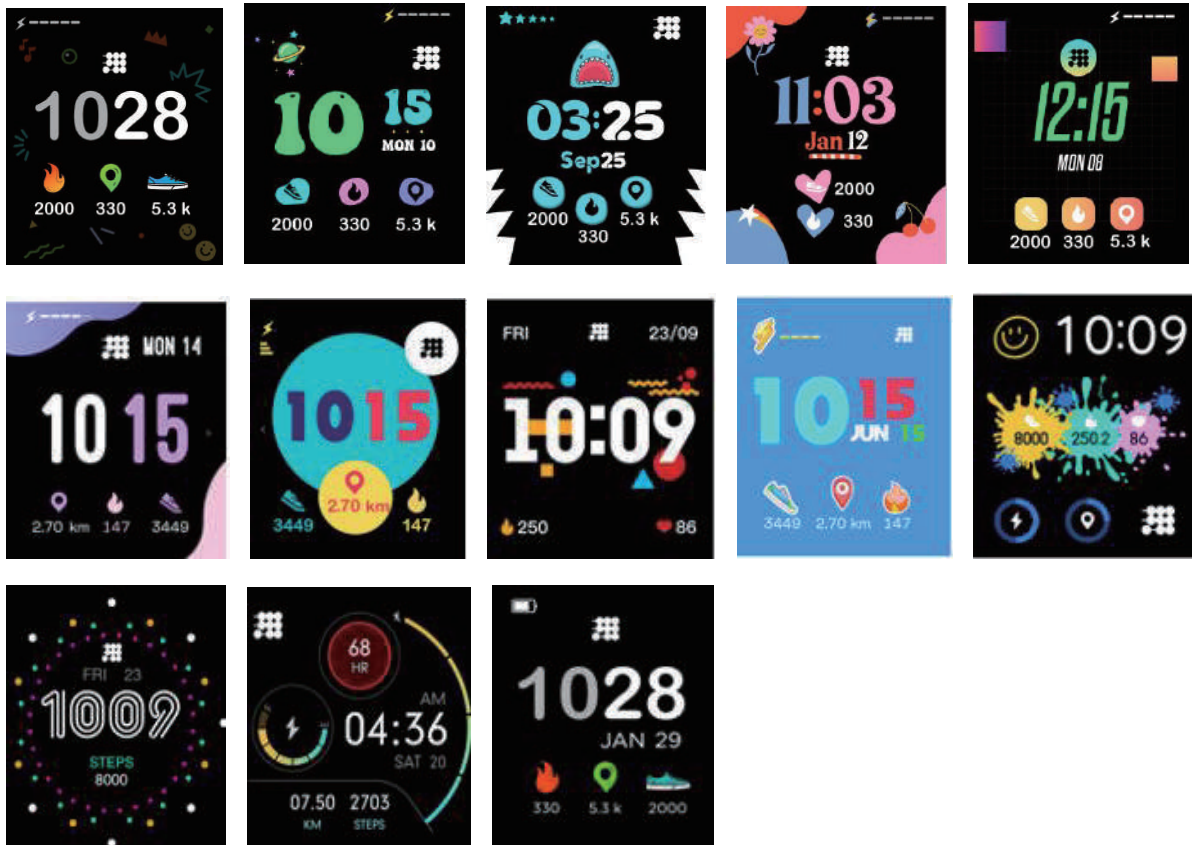 1028
2000 330 5.3 k
10 15
MON 10
2000 330 5.3 k
03:25
Sep25
2000 5.3 k
330
11:03
Jan 12
2000
330
12:15
MON 08
2000 330 5.3 k
MON 14
10 15
2.70 km 147 3449
10 15
2.70 km
3449 147
FRI 23/09
10:09
250 86
10 15
JUN 15
3449 2.70 km 147
10:09
8000 250.2 86
FRI 23
1009
STEPS
8000
68
HR
AM
04:36
SAT 20
07.50 2703
KM STEPS
1028
JAN 29
330 5.3 k 2000